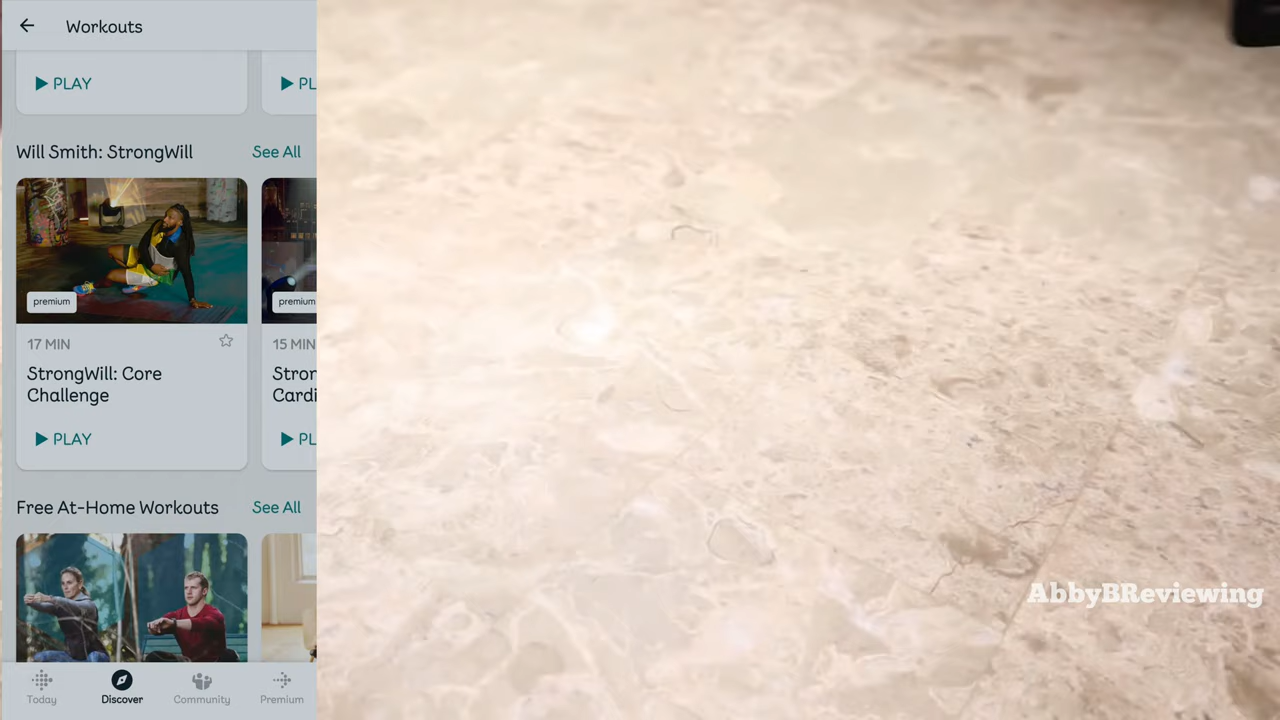 Workouts
PLAY
PL
Will Smith: StrongWill
See All
premium
premium
17 MIN
15 MIN
StrongWill: Core
Challenge
Stron
Cardi
PLAY
PL
Free At-Home Workouts
See All
AbbyBReviewing
Today
Discover
Community
Premium